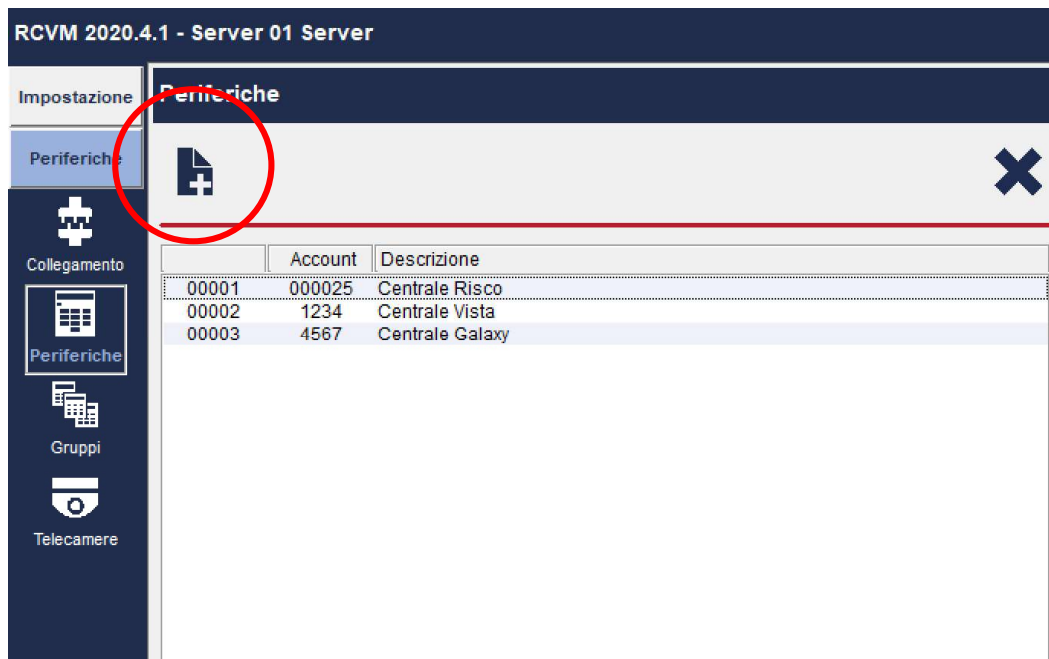 RCVM 2020.4.1 - Server 01 Server
Impostazione
Periferiche
Periferiche
Collegamento
Periferiche
Gruppi
Telecamere
Account Descrizione
00001 000025 Centrale Risco
00002 1234 Centrale Vista
00003 4567 Centrale Galaxy